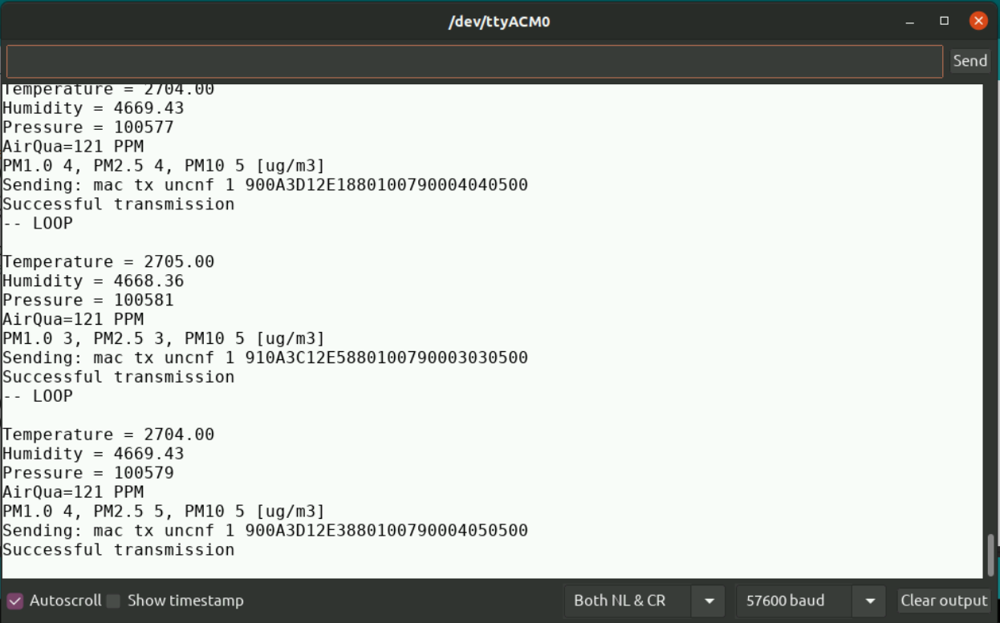 /dev/ttyACM0
Send
Temperature = 2704.00
Humidity = 4669.43
Pressure = 100577
AirQua=121 PPM
PM1.0 4, PM2.5 4, PM10 5 [ug/m3]
Sending: mac tx uncnf 1 900A3D12E1880100790004040500
Successful transmission
-- LOOP
Temperature = 2705.00
Humidity = 4668.36
Pressure = 100581
AirQua=121 PPM
PM1.0 3, PM2.5 3, PM10 5 [ug/m3]
Sending: mac tx uncnf 1 910A3C12E5880100790003030500
Successful transmission
-- LOOP
Temperature = 2704.00
Humidity = 4669.43
Pressure = 100579
AirQua=121 PPM
PM1.0 4, PM2.5 5, PM10 5 [ug/m3]
Sending: mac tx uncnf 1 900A3D12E3880100790004050500
Successful transmission
Autoscroll Show timestamp Both NL & CR 57600 baud Clear output